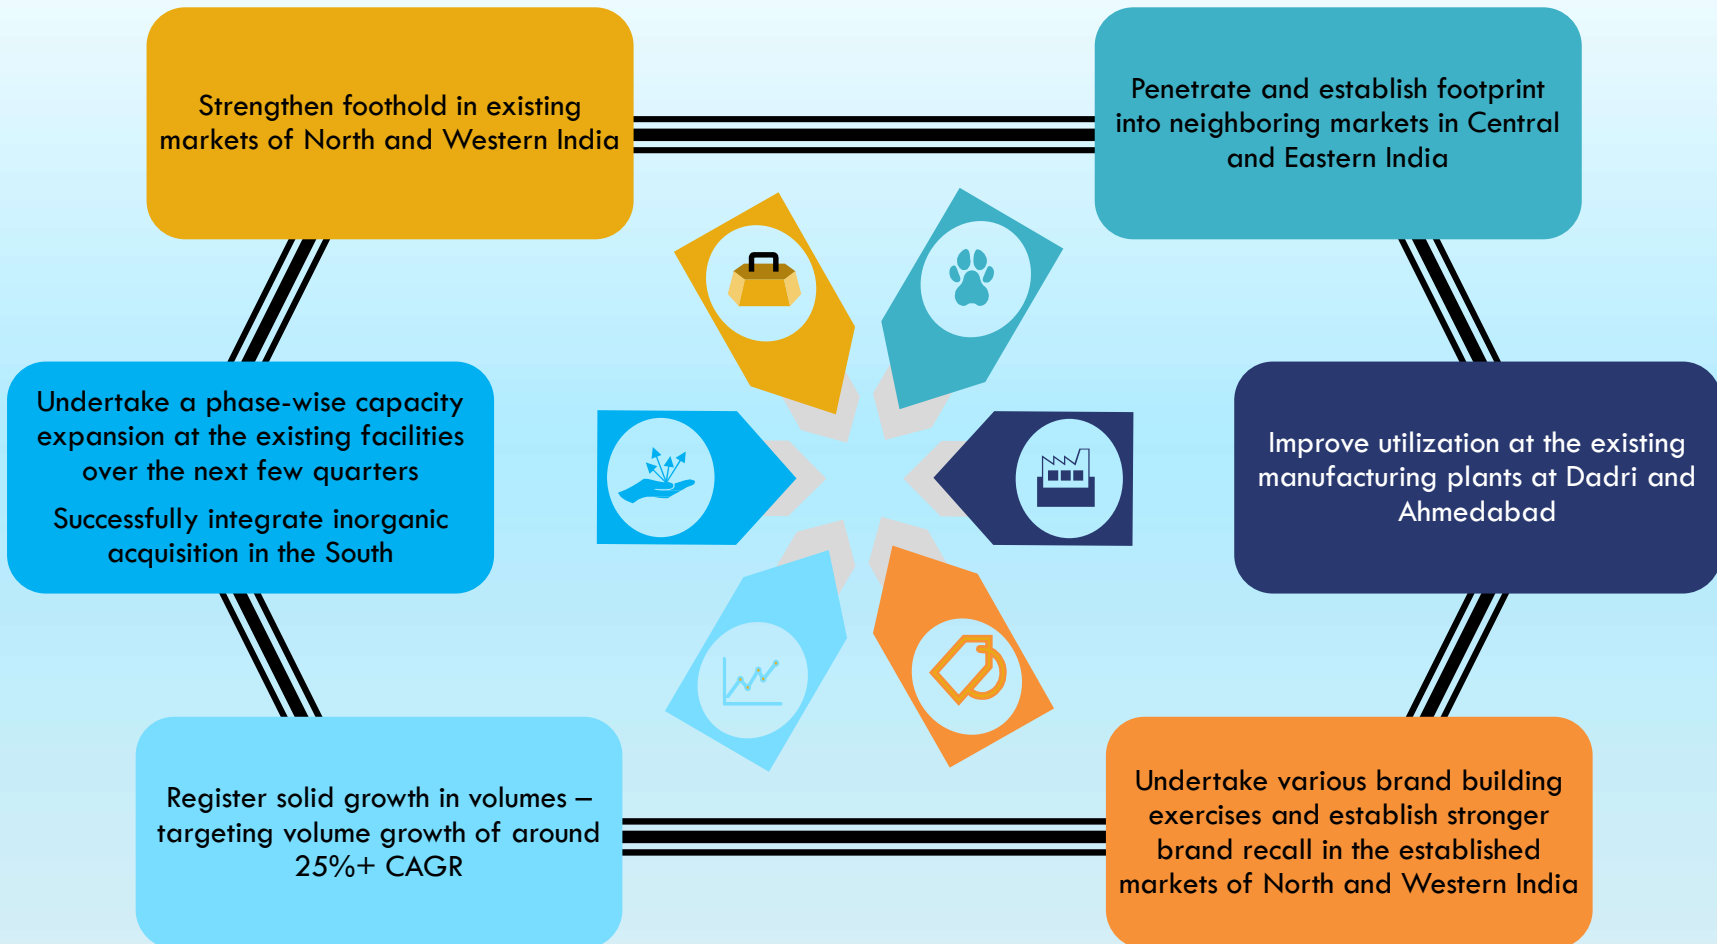 Strengthen foothold in existing
markets of North and Western India
Penetrate and establish footprint
into neighboring markets in Central
and Eastern India
Undertake a phase-wise capacity
expansion at the existing facilities
over the next few quarters
Successfully integrate inorganic
acquisition in the South
Improve utilization at the existing
manufacturing plants at Dadri and
Ahmedabad
Register solid growth in volumes –
targeting volume growth of around
25%+ CAGR
Undertake various brand building
exercises and establish stronger
brand recall in the established
markets of North and Western India